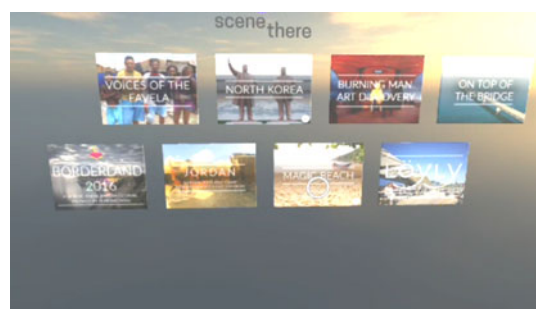 scene there
VOICES OF THE
FAVELA
NORTH KOREA
BURNING MAN
ART DISCOVERY
ON TOP OF
THE BRIDGE
BORDERLAND
2016
JORDAN
MAGIC BEACH
LÖYLY